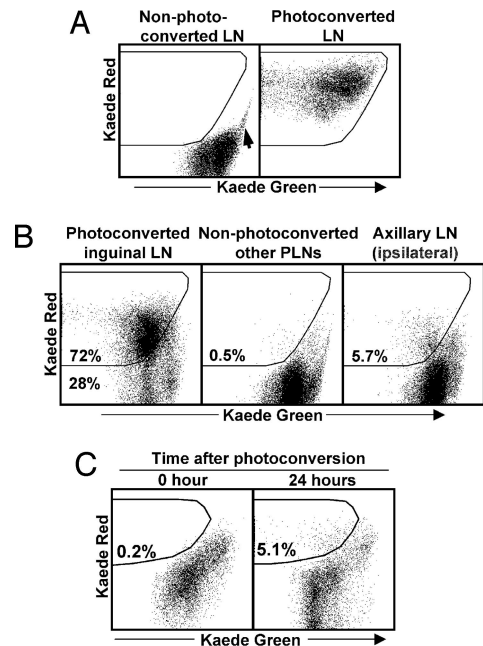 A
Non-photo-
converted LN
Photoconverted
LN
Kaede Red
Kaede Green
B
Photoconverted
inguinal LN
Non-photoconverted
other PLNs
Axillary LN
(ipsilateral)
Kaede Red
72%
28%
0.5%
5.7%
Kaede Green
C
Time after photoconversion
0 hour
24 hours
Kaede Red
0.2%
5.1%
Kaede Green